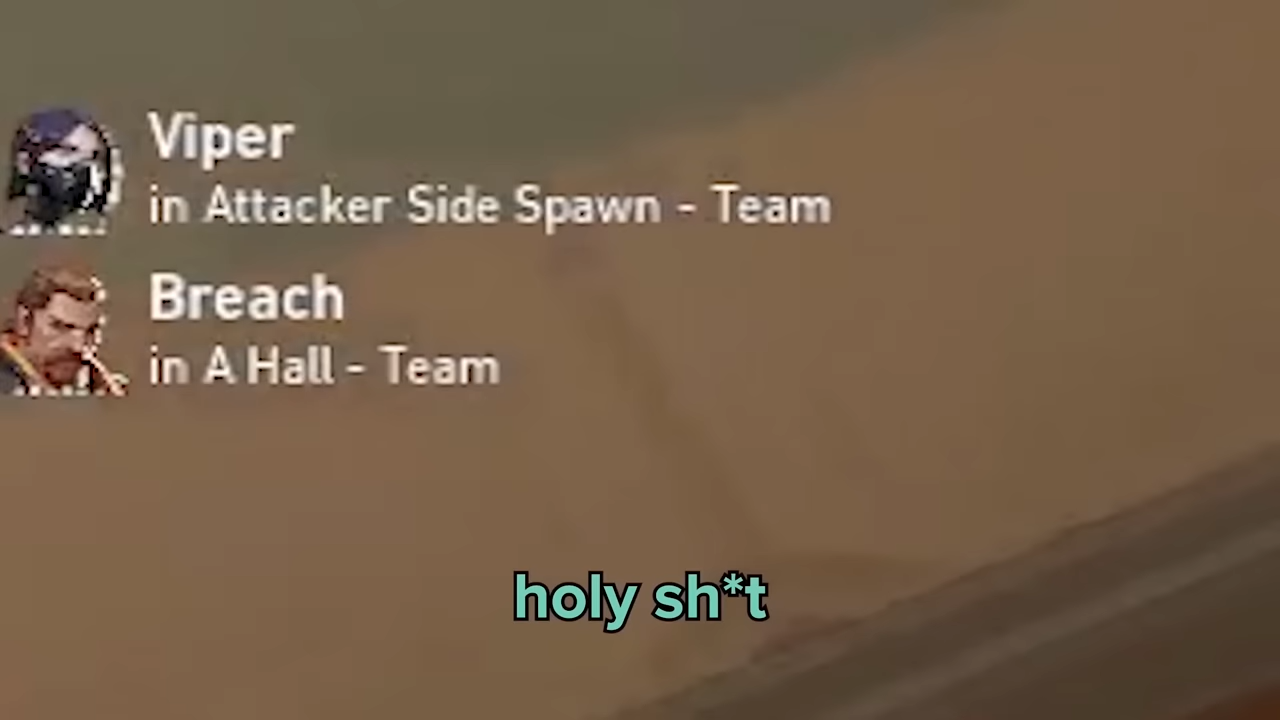 Viper
in Attacker Side Spawn - Team
Breach
in A Hall - Team
holy sh*t